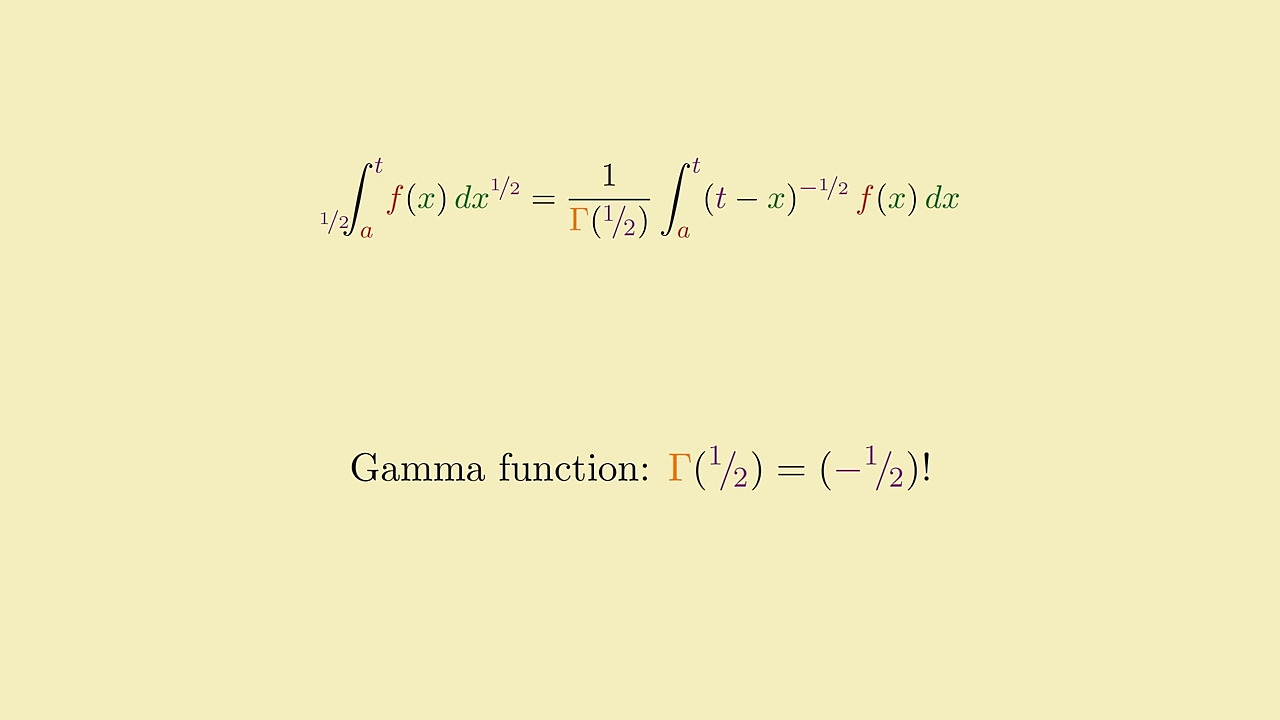 ₁/₂∫ₐᵗ f(x) dx^1/2 = 1/Γ(1/2) ∫ₐᵗ (t − x)^−1/2 f(x) dx
Gamma function: Γ(1/2) = (−1/2)!